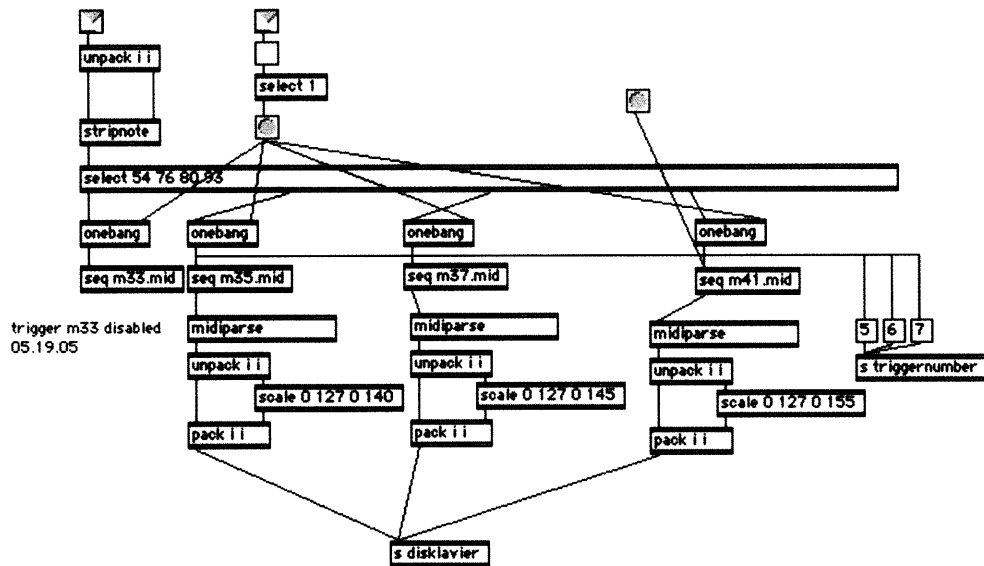 unpack i i
select 1
stripnote
select 54 76 80 93
onebang
onebang
onebang
onebang
seq m33.mid
seq m35.mid
seq m37.mid
seq m41.mid
trigger m33 disabled
05.19.05
midiparse
midiparse
midiparse
5
6
7
unpack i i
unpack i i
unpack i i
s triggernumber
scale 0 127 0 140
scale 0 127 0 145
scale 0 127 0 155
pack i i
pack i i
pack i i
s disklavier